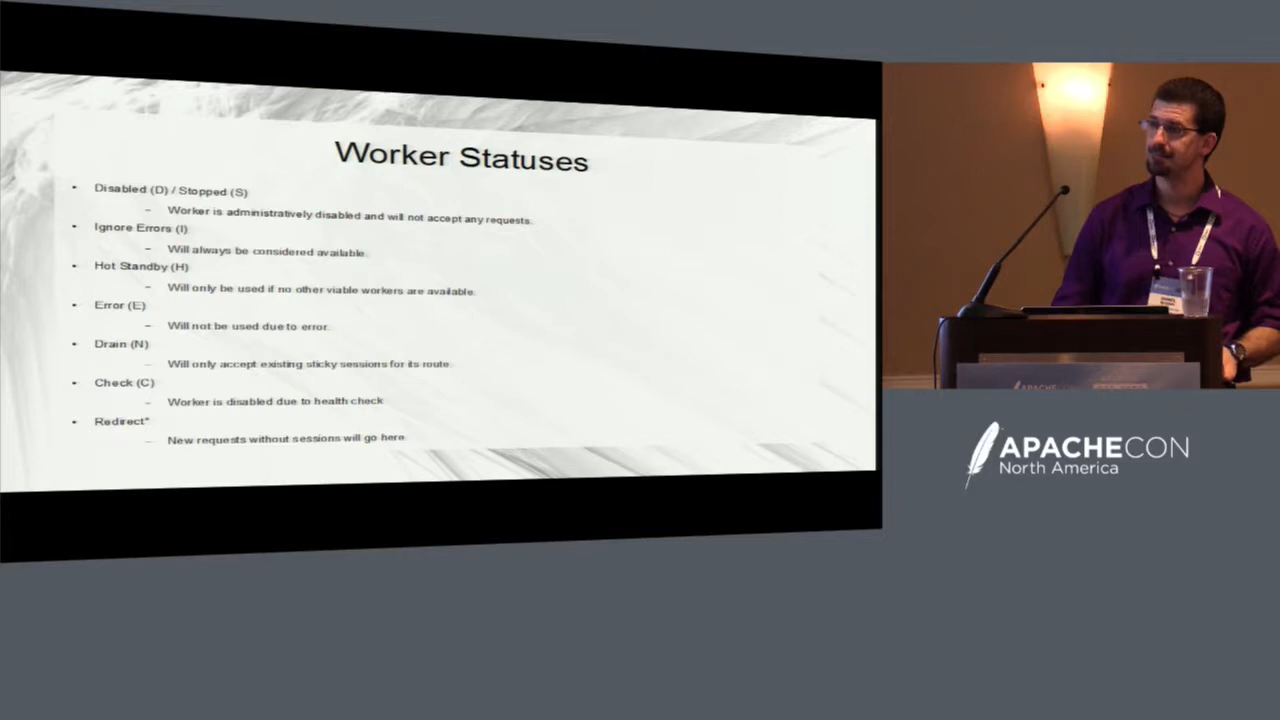 Worker Statuses
• Disabled (D) / Stopped (S)
– Worker is administratively disabled and will not accept any requests.
• Ignore Errors (I)
– Will always be considered available.
• Hot Standby (H)
– Will only be used if no other viable workers are available.
• Error (E)
– Will not be used due to error.
• Drain (N)
– Will only accept existing sticky sessions for its route.
• Check (C)
– Worker is disabled due to health check
• Redirect*
– New requests without sessions will go here
APACHECON
APACHECON
North America